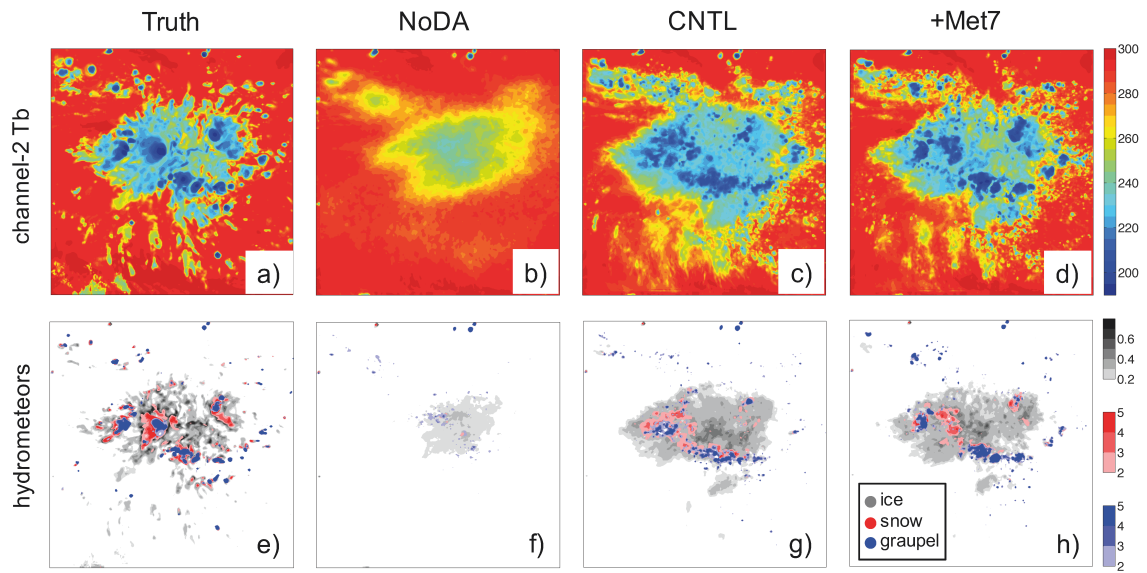 Truth NoDA CNTL +Met7
channel-2 Tb
a) b) c) d)
300
280
260
240
220
200
hydrometeors
e) f) g) h)
ice
snow
graupel
0.6
0.4
0.2
5
4
3
2
5
4
3
2